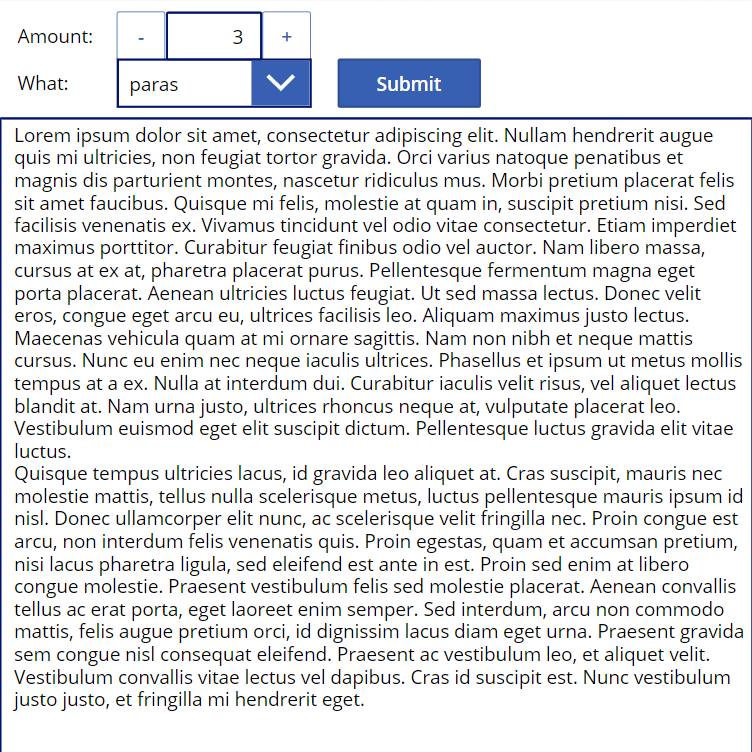 Amount: - 3 +
What: paras Submit
Lorem ipsum dolor sit amet, consectetur adipiscing elit. Nullam hendrerit augue
quis mi ultricies, non feugiat tortor gravida. Orci varius natoque penatibus et
magnis dis parturient montes, nascetur ridiculus mus. Morbi pretium placerat felis
sit amet faucibus. Quisque mi felis, molestie at quam in, suscipit pretium nisi. Sed
facilisis venenatis ex. Vivamus tincidunt vel odio vitae consectetur. Etiam imperdiet
maximus porttitor. Curabitur feugiat finibus odio vel auctor. Nam libero massa,
cursus at ex at, pharetra placerat purus. Pellentesque fermentum magna eget
porta placerat. Aenean ultricies luctus feugiat. Ut sed massa lectus. Donec velit
eros, congue eget arcu eu, ultrices facilisis leo. Aliquam maximus justo lectus.
Maecenas vehicula quam at mi ornare sagittis. Nam non nibh et neque mattis
cursus. Nunc eu enim nec neque iaculis ultrices. Phasellus et ipsum ut metus mollis
tempus at a ex. Nulla at interdum dui. Curabitur iaculis velit risus, vel aliquet lectus
blandit at. Nam urna justo, ultrices rhoncus neque at, vulputate placerat leo.
Vestibulum euismod eget elit suscipit dictum. Pellentesque luctus gravida elit vitae
luctus.
Quisque tempus ultricies lacus, id gravida leo aliquet at. Cras suscipit, mauris nec
molestie mattis, tellus nulla scelerisque metus, luctus pellentesque mauris ipsum id
nisl. Donec ullamcorper elit nunc, ac scelerisque velit fringilla nec. Proin congue est
arcu, non interdum felis venenatis quis. Proin egestas, quam et accumsan pretium,
nisi lacus pharetra ligula, sed eleifend est ante in est. Proin sed enim at libero
congue molestie. Praesent vestibulum felis sed molestie placerat. Aenean convallis
tellus ac erat porta, eget laoreet enim semper. Sed interdum, arcu non commodo
mattis, felis augue pretium orci, id dignissim lacus diam eget urna. Praesent gravida
sem congue nisl consequat eleifend. Praesent ac vestibulum leo, et aliquet velit.
Vestibulum convallis vitae lectus vel dapibus. Cras id suscipit est. Nunc vestibulum
justo justo, et fringilla mi hendrerit eget.